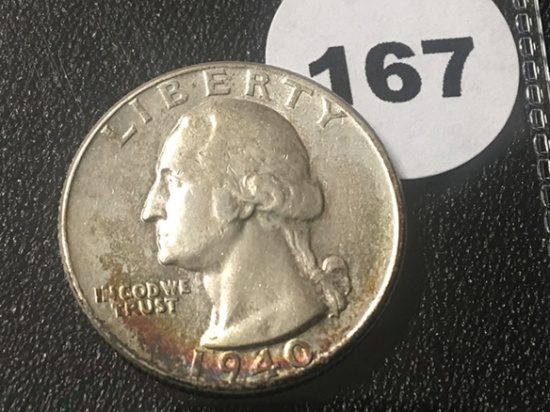 167
LIBERTY
IN GOD WE
TRUST
1940